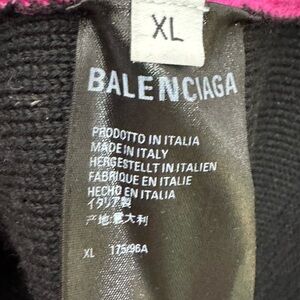 XL
BALENCIAGA
PRODOTTO IN ITALIA
MADE IN ITALY
HERGESTELLT IN ITALIEN
FABRIQUE EN ITALIE
HECHO EN ITALIA
イタリア製
产地:意大利
XL 175/96A